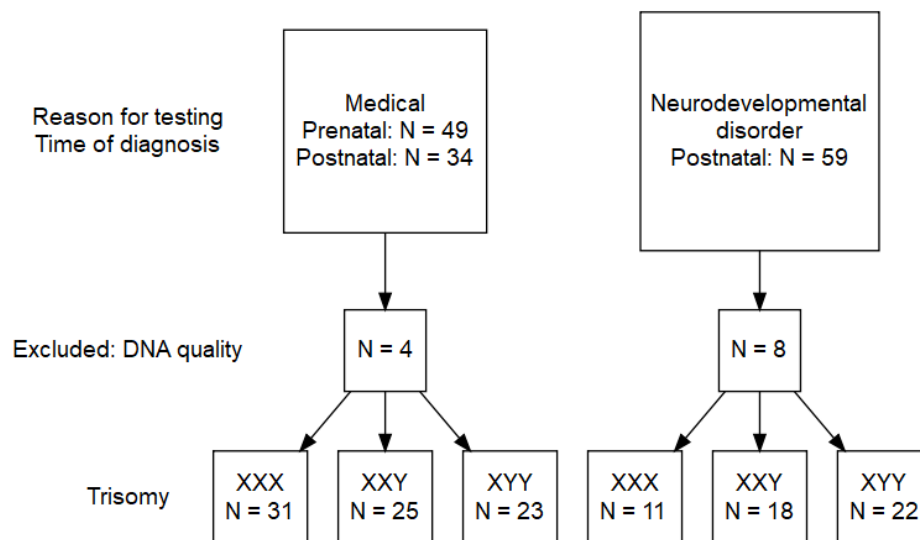 Reason for testing
Time of diagnosis
Medical
Prenatal: N = 49
Postnatal: N = 34
Neurodevelopmental
disorder
Postnatal: N = 59
Excluded: DNA quality
N = 4
N = 8
Trisomy
XXX
N = 31
XXY
N = 25
XYY
N = 23
XXX
N = 11
XXY
N = 18
XYY
N = 22